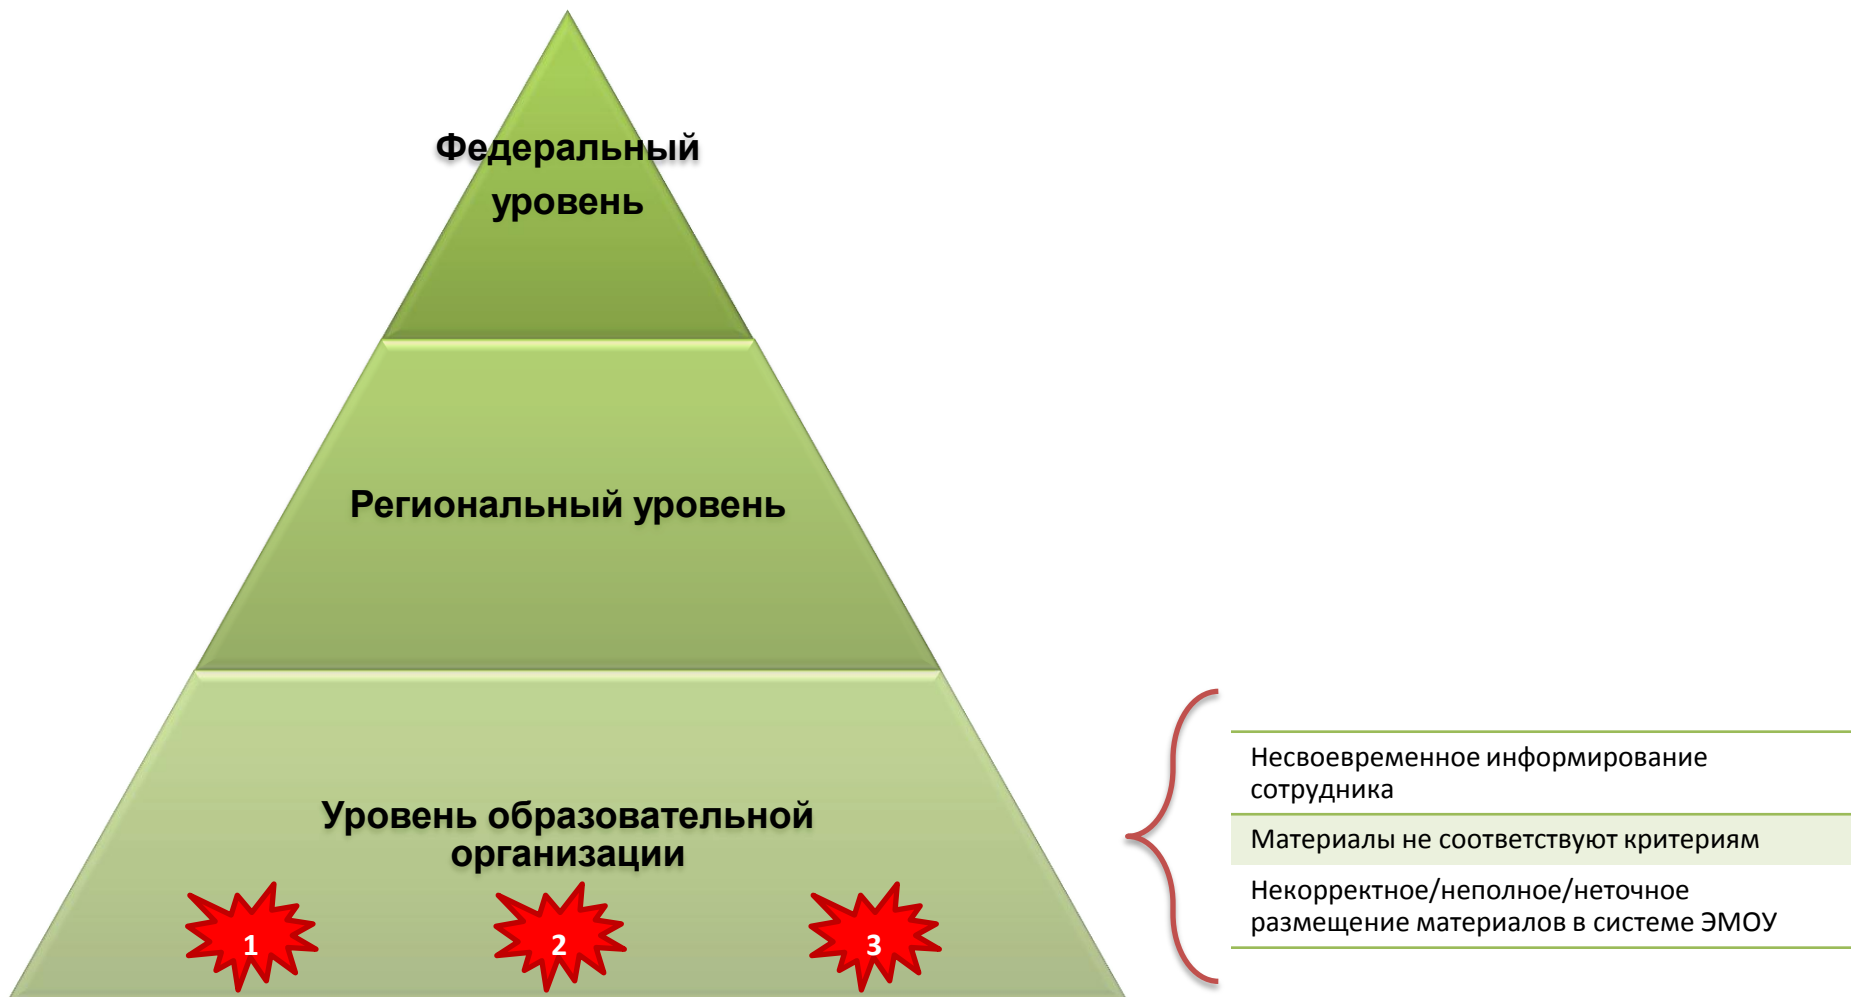 Федеральный
уровень
Региональный уровень
Уровень образовательной
организации
1
2
3
Несвоевременное информирование
сотрудника
Материалы не соответствуют критериям
Некорректное/неполное/неточное
размещение материалов в системе ЭМОУ